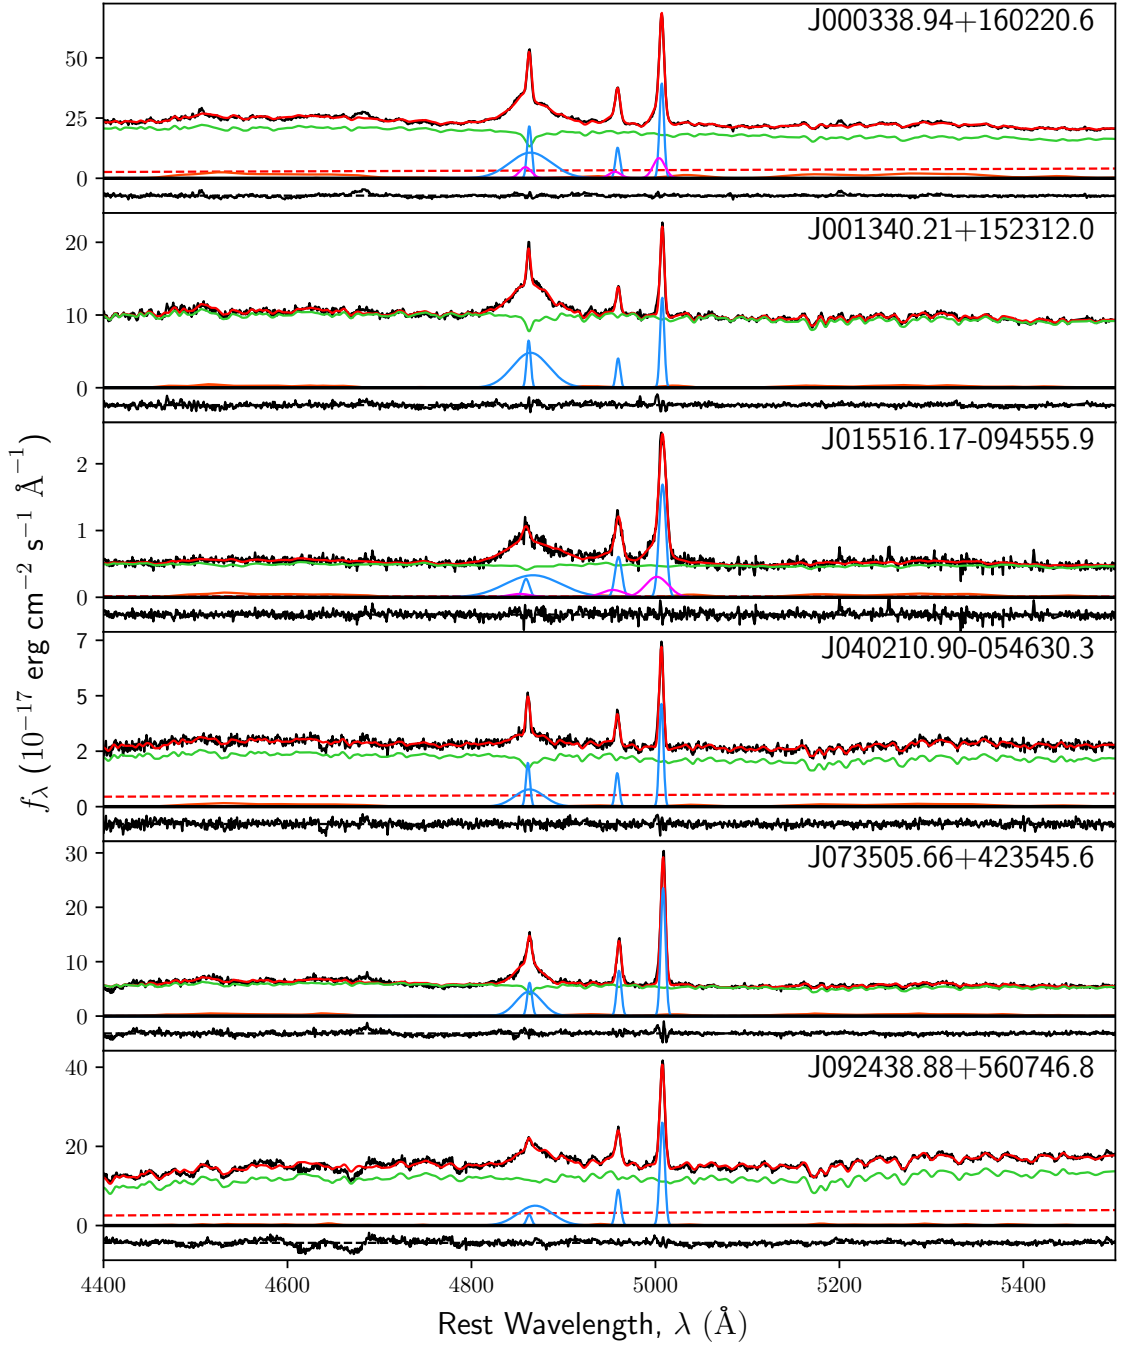 J000338.94+160220.6
50
25
0
J001340.21+152312.0
20
10
0
J015516.17-094555.9
2
1
0
J040210.90-054630.3
7
5
2
0
J073505.66+423545.6
30
20
10
0
J092438.88+560746.8
40
20
0
4400 4600 4800 5000 5200 5400
Rest Wavelength, λ (Å)
f_λ (10⁻¹⁷ erg cm⁻² s⁻¹ Å⁻¹)